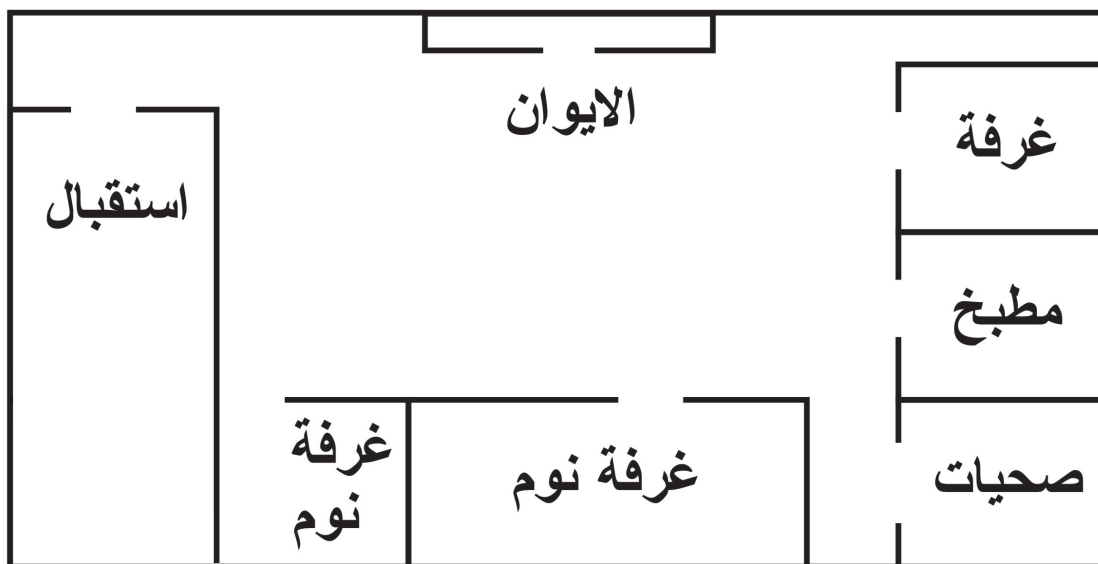 الايوان
غرفة
استقبال
مطبخ
غرفة
نوم
غرفة نوم
صحيات